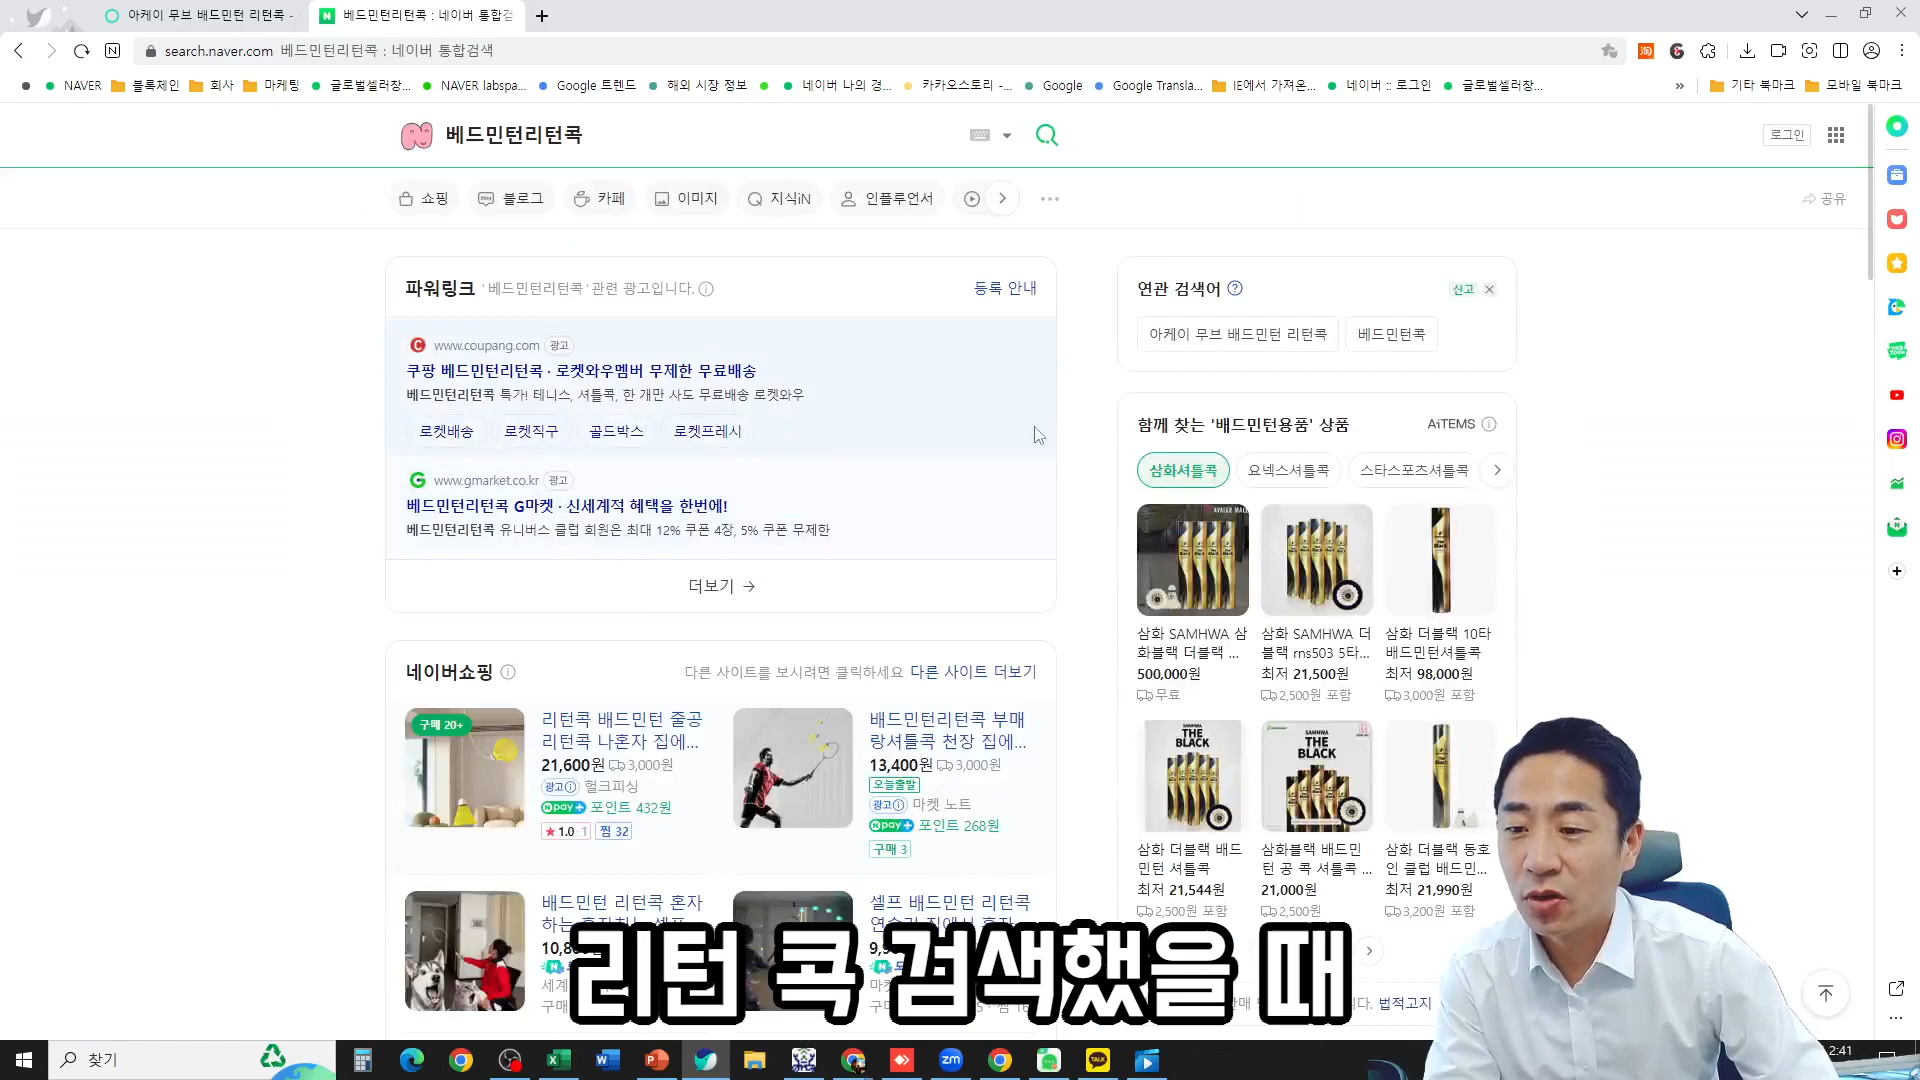 아케이 무브 배드민턴 리턴콕 -
베드민턴리턴콕 : 네이버 통합검
search.naver.com 베드민턴리턴콕 : 네이버 통합검색
NAVER
블록체인
회사
마케팅
글로벌셀러창...
NAVER labspa...
Google 트렌드
해외 시장 정보
네이버 나의 경...
카카오스토리 -...
Google
Google Transla...
IE에서 가져온...
네이버 :: 로그인
글로벌셀러창...
»
기타 북마크
모바일 북마크
베드민턴리턴콕
로그인
쇼핑
블로그
카페
이미지
지식iN
인플루언서
공유
파워링크 '베드민턴리턴콕' 관련 광고입니다.
등록 안내
www.coupang.com 광고
쿠팡 베드민턴리턴콕 · 로켓와우멤버 무제한 무료배송
베드민턴리턴콕 특가! 테니스, 셔틀콕, 한 개만 사도 무료배송 로켓와우
로켓배송
로켓직구
골드박스
로켓프레시
www.gmarket.co.kr 광고
베드민턴리턴콕 G마켓 · 신세계적 혜택을 한번에!
베드민턴리턴콕 유니버스 클럽 회원은 최대 12% 쿠폰 4장, 5% 쿠폰 무제한
더보기 →
네이버쇼핑
다른 사이트를 보시려면 클릭하세요 다른 사이트 더보기
구매 20+
리턴콕 배드민턴 줄공
리턴콕 나혼자 집에...
21,600원 3,000원
광고 헐크피싱
N pay+ 포인트 432원
★ 1.0 · 1
찜 32
배드민턴리턴콕 부매
랑셔틀콕 천장 집에...
13,400원 3,000원
오늘출발
광고 마켓 노트
N pay+ 포인트 268원
구매 3
배드민턴 리턴콕 혼자
셀프 배드민턴 리턴콕
연관 검색어
신고
아케이 무브 배드민턴 리턴콕
베드민턴콕
함께 찾는 '배드민턴용품' 상품
AiTEMS
삼화셔틀콕
요넥스셔틀콕
스타스포츠셔틀콕
삼화 SAMHWA 삼
화블랙 더블랙 ...
500,000원
무료
삼화 SAMHWA 더
블랙 rns503 5타...
최저 21,500원
2,500원 포함
삼화 더블랙 10타
배드민턴셔틀콕
최저 98,000원
3,000원 포함
SAMHWA
THE
BLACK
SAMHWA
THE
BLACK
삼화 더블랙 배드
민턴 셔틀콕
최저 21,544원
2,500원 포함
삼화블랙 배드민
턴 공 콕 셔틀콕 ...
21,000원
2,500원
삼화 더블랙 동호
인 클럽 배드민...
최저 21,990원
3,200원 포함
법적고지
리턴 콕 검색했을 때
찾기
zm
TALK
2:41